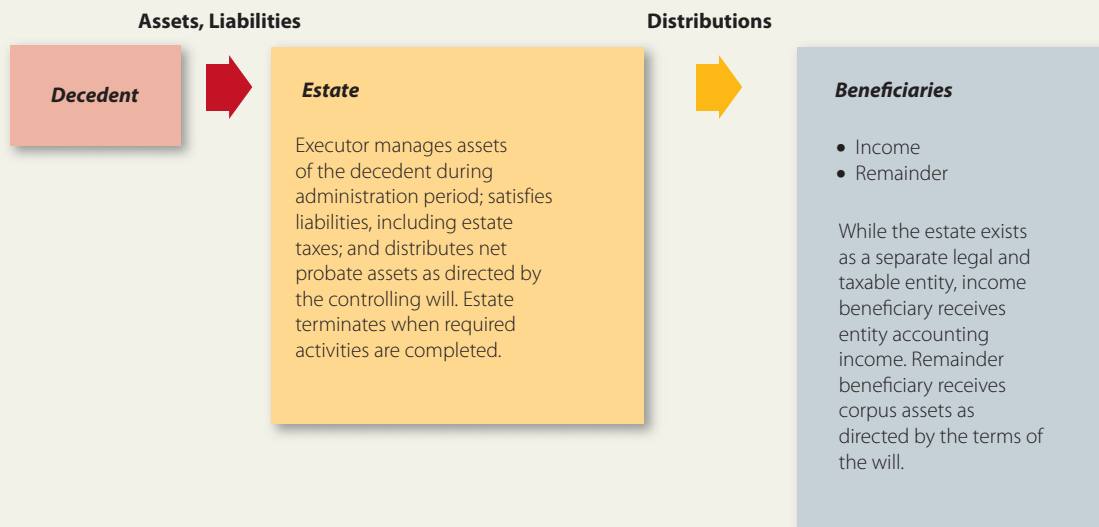 Assets, Liabilities
Distributions
Decedent
Estate
Executor manages assets
of the decedent during
administration period; satisfies
liabilities, including estate
taxes; and distributes net
probate assets as directed by
the controlling will. Estate
terminates when required
activities are completed.
Beneficiaries
• Income
• Remainder
While the estate exists
as a separate legal and
taxable entity, income
beneficiary receives
entity accounting
income. Remainder
beneficiary receives
corpus assets as
directed by the terms of
the will.